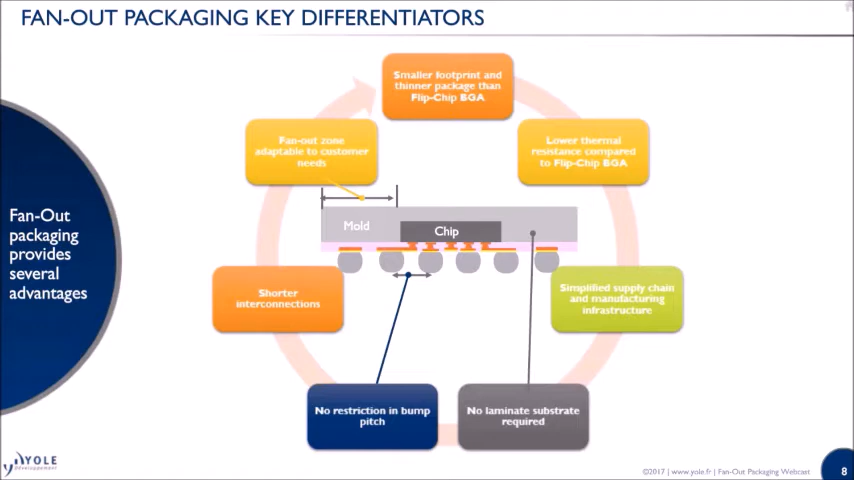 FAN-OUT PACKAGING KEY DIFFERENTIATORS
Smaller footprint and
thinner package than
Flip-Chip BGA
Fan-out zone
adaptable to customer
needs
Lower thermal
resistance compared
to Flip-Chip BGA
Fan-Out
packaging
provides
several
advantages
Mold
Chip
Shorter
interconnections
Simplified supply chain
and manufacturing
infrastructure
No restriction in bump
pitch
No laminate substrate
required
YOLE
Développement
©2017 | www.yole.fr | Fan-Out Packaging Webcast
8